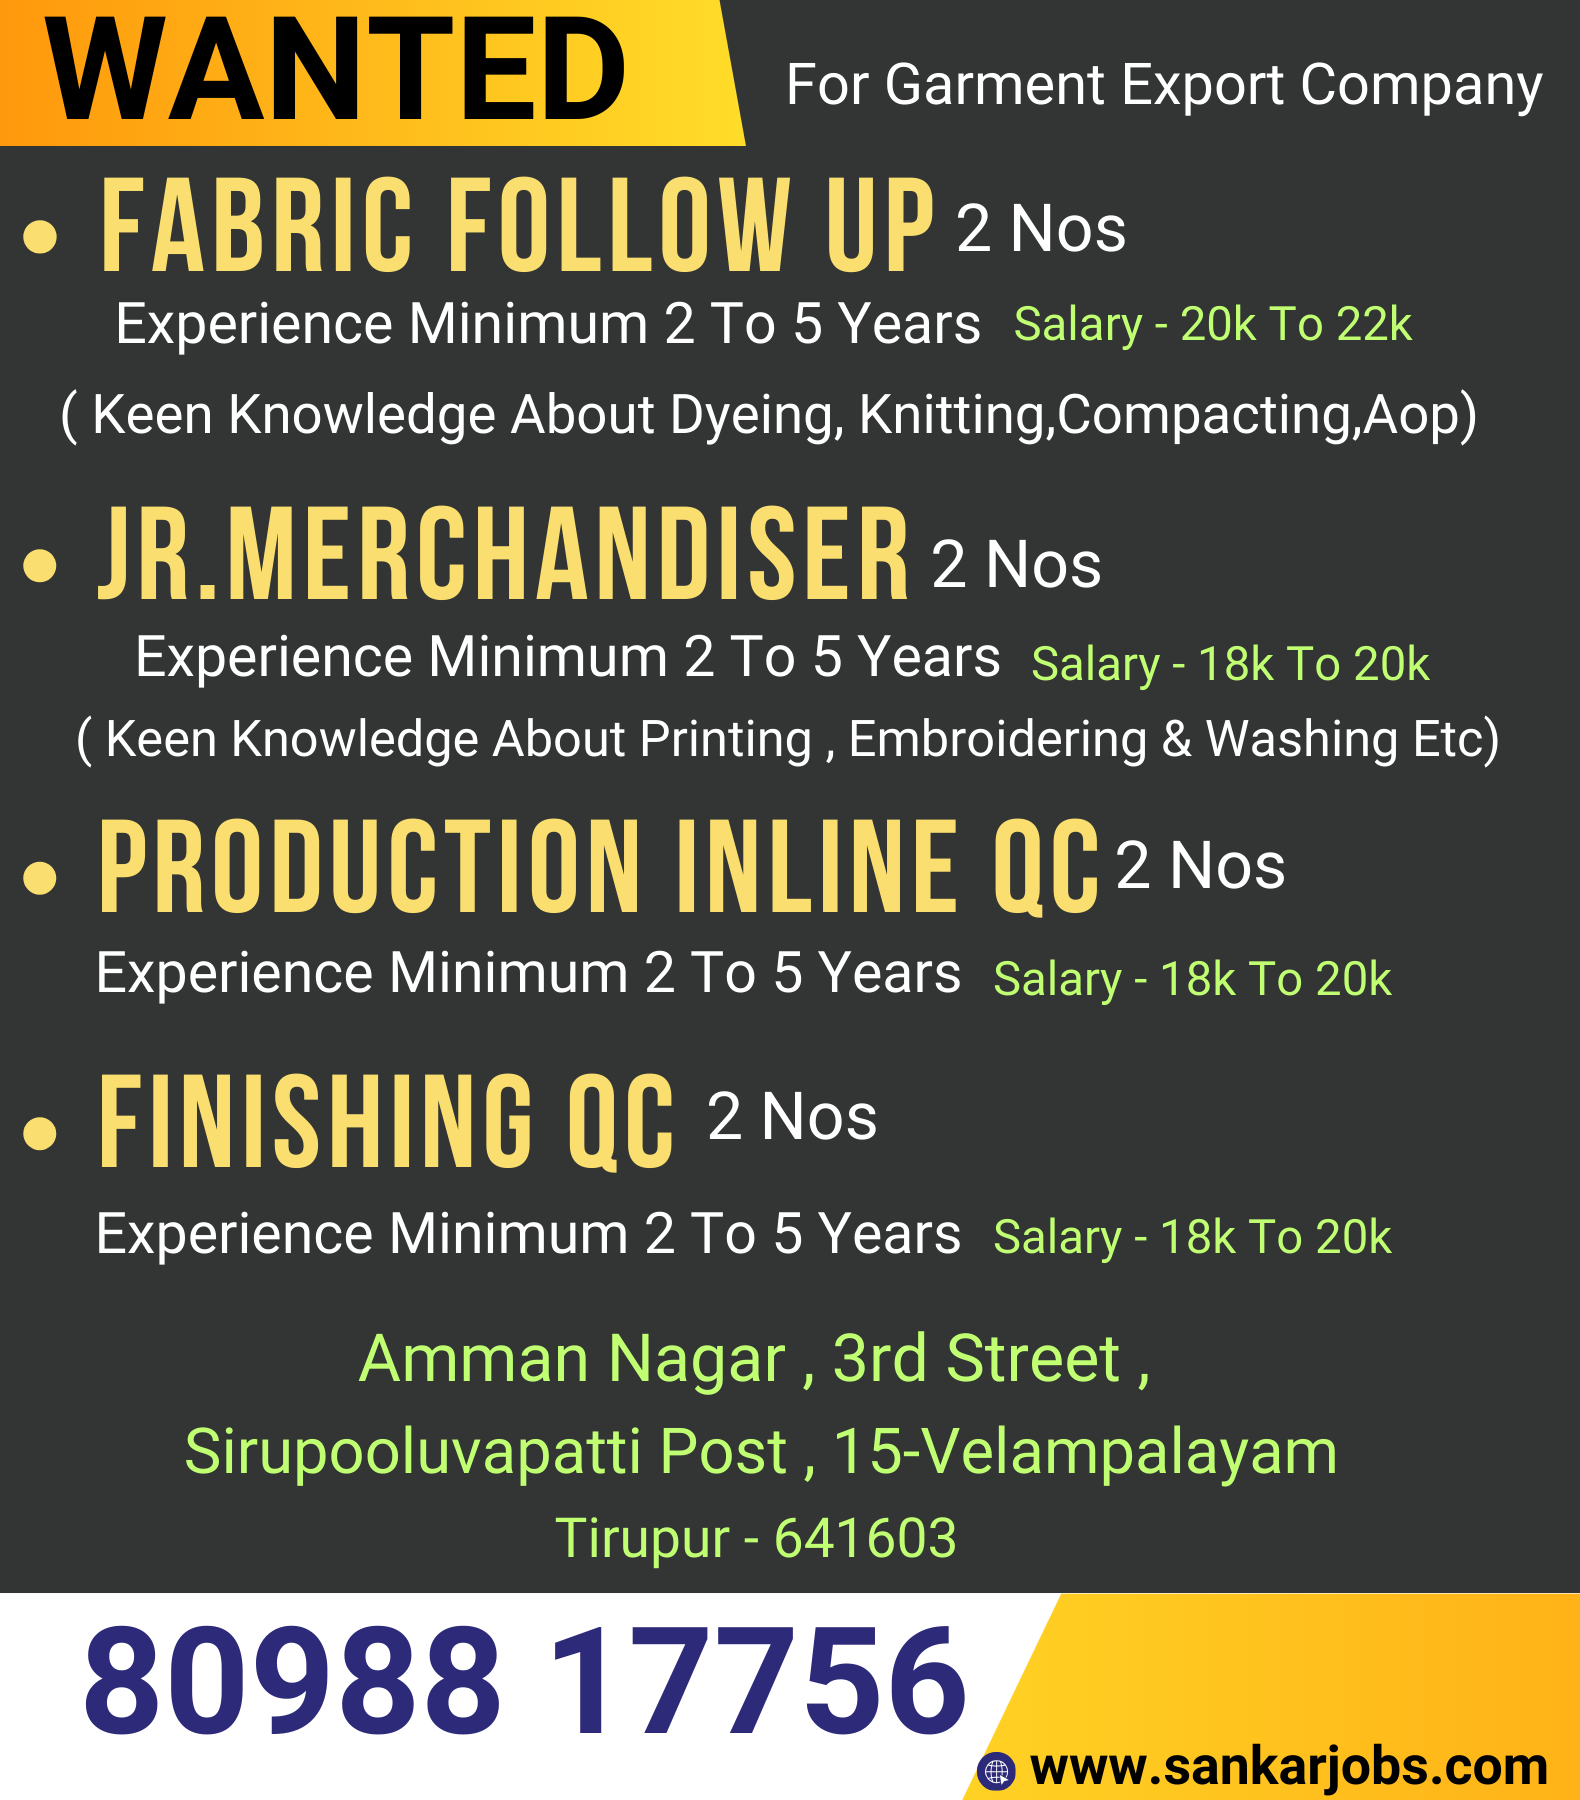 WANTED
For Garment Export Company
• FABRIC FOLLOW UP 2 Nos
Experience Minimum 2 To 5 Years Salary - 20k To 22k
( Keen Knowledge About Dyeing, Knitting,Compacting,Aop)
• JR.MERCHANDISER 2 Nos
Experience Minimum 2 To 5 Years Salary - 18k To 20k
( Keen Knowledge About Printing , Embroidering & Washing Etc)
• PRODUCTION INLINE QC 2 Nos
Experience Minimum 2 To 5 Years Salary - 18k To 20k
• FINISHING QC 2 Nos
Experience Minimum 2 To 5 Years Salary - 18k To 20k
Amman Nagar , 3rd Street ,
Sirupooluvapatti Post , 15-Velampalayam
Tirupur - 641603
80988 17756
www.sankarjobs.com